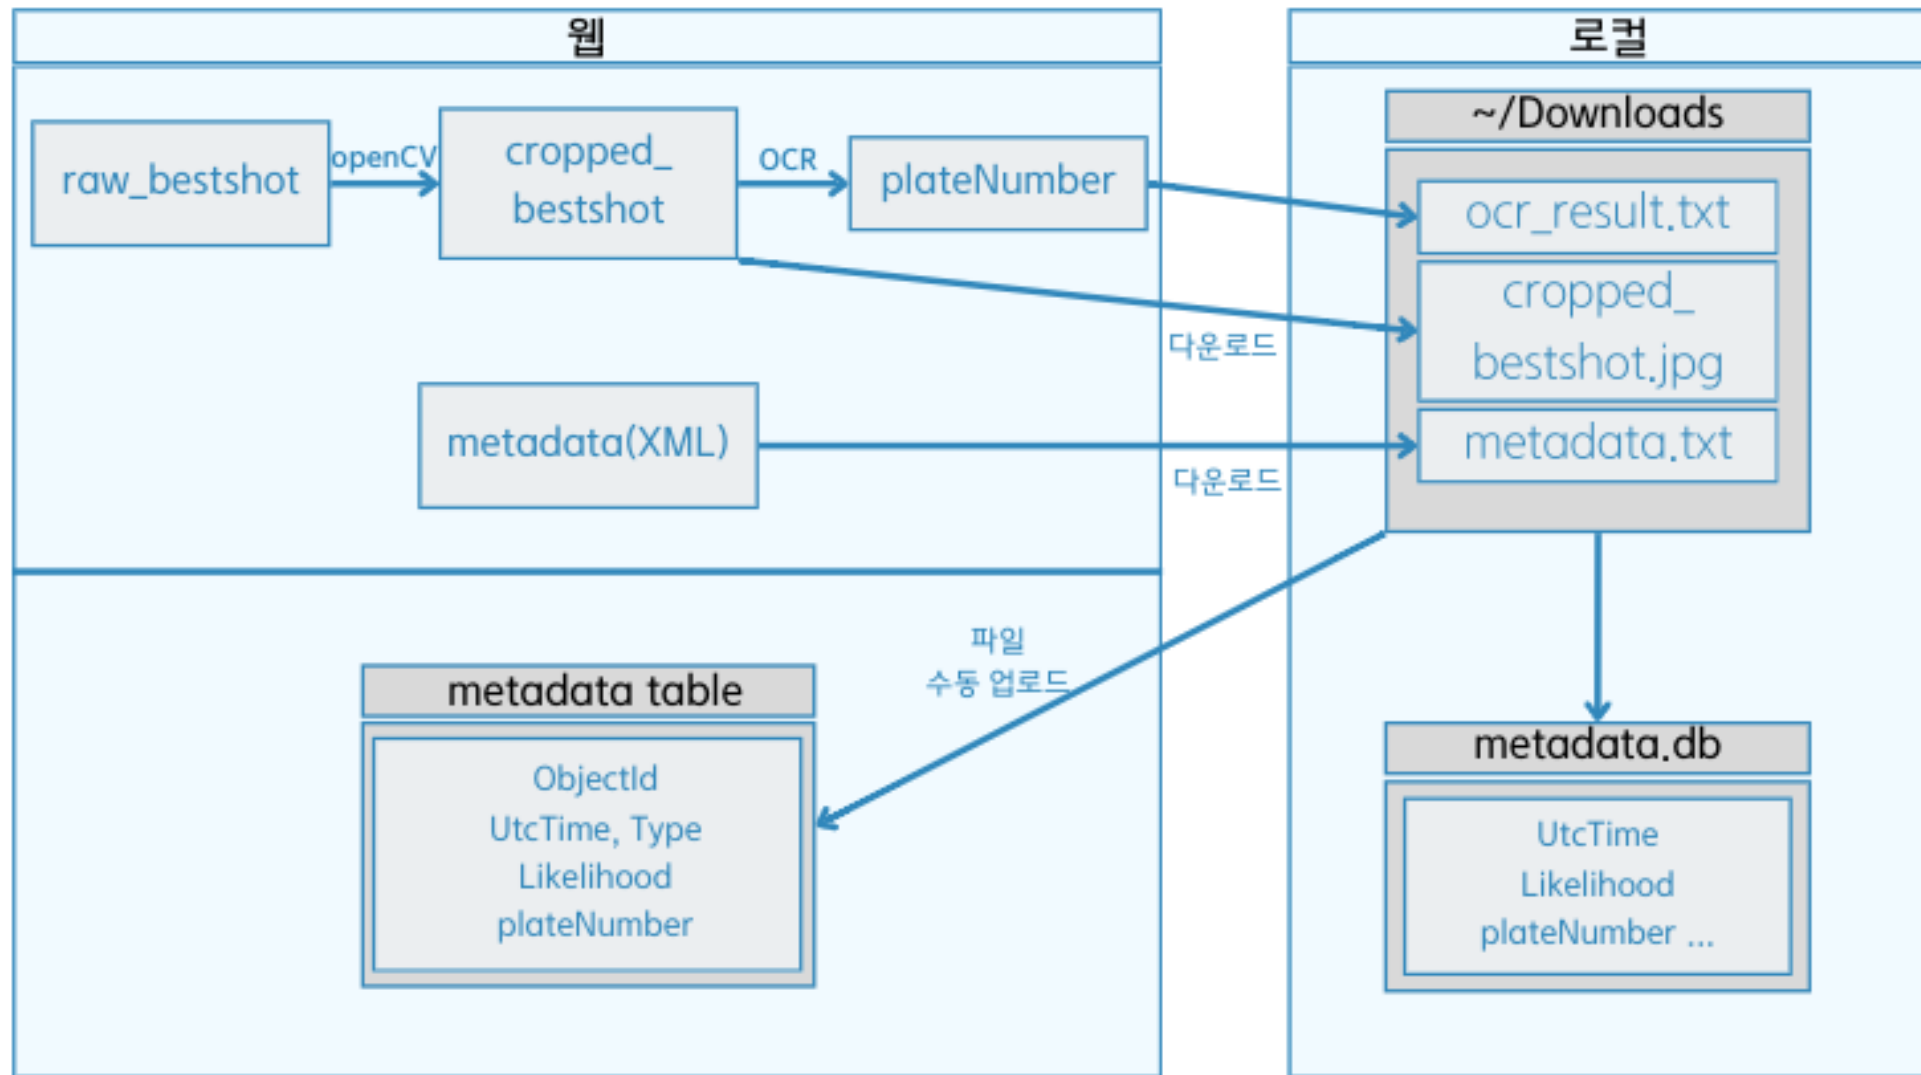 웹
로컬
raw_bestshot
openCV
cropped_
bestshot
OCR
plateNumber
~/Downloads
ocr_result.txt
cropped_
bestshot.jpg
metadata.txt
다운로드
metadata(XML)
다운로드
파일
수동 업로드
metadata table
ObjectId
UtcTime, Type
Likelihood
plateNumber
metadata.db
UtcTime
Likelihood
plateNumber ...